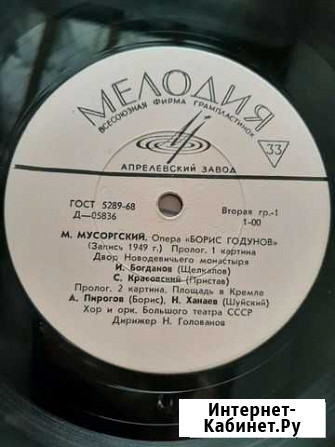 МЕЛОДИЯ
ВСЕСОЮЗНАЯ ФИРМА ГРАМПЛАСТИНОК
33
АПРЕЛЕВСКИЙ ЗАВОД
ГОСТ 5289-68
Д—05836
Вторая гр.-1
1-00
М. МУСОРГСКИЙ. Опера «БОРИС ГОДУНОВ»
(Запись 1949 г.) Пролог. 1 картина
Двор Новодевичьего монастыря
И. Богданов (Щелкалов)
С. Красовский (Пристав)
Пролог. 2 картина. Площадь в Кремле
А. Пирогов (Борис), Н. Ханаев (Шуйский)
Хор и орк. Большого театра СССР
Дирижер Н. Голованов
Интернет-
Кабинет.Ру